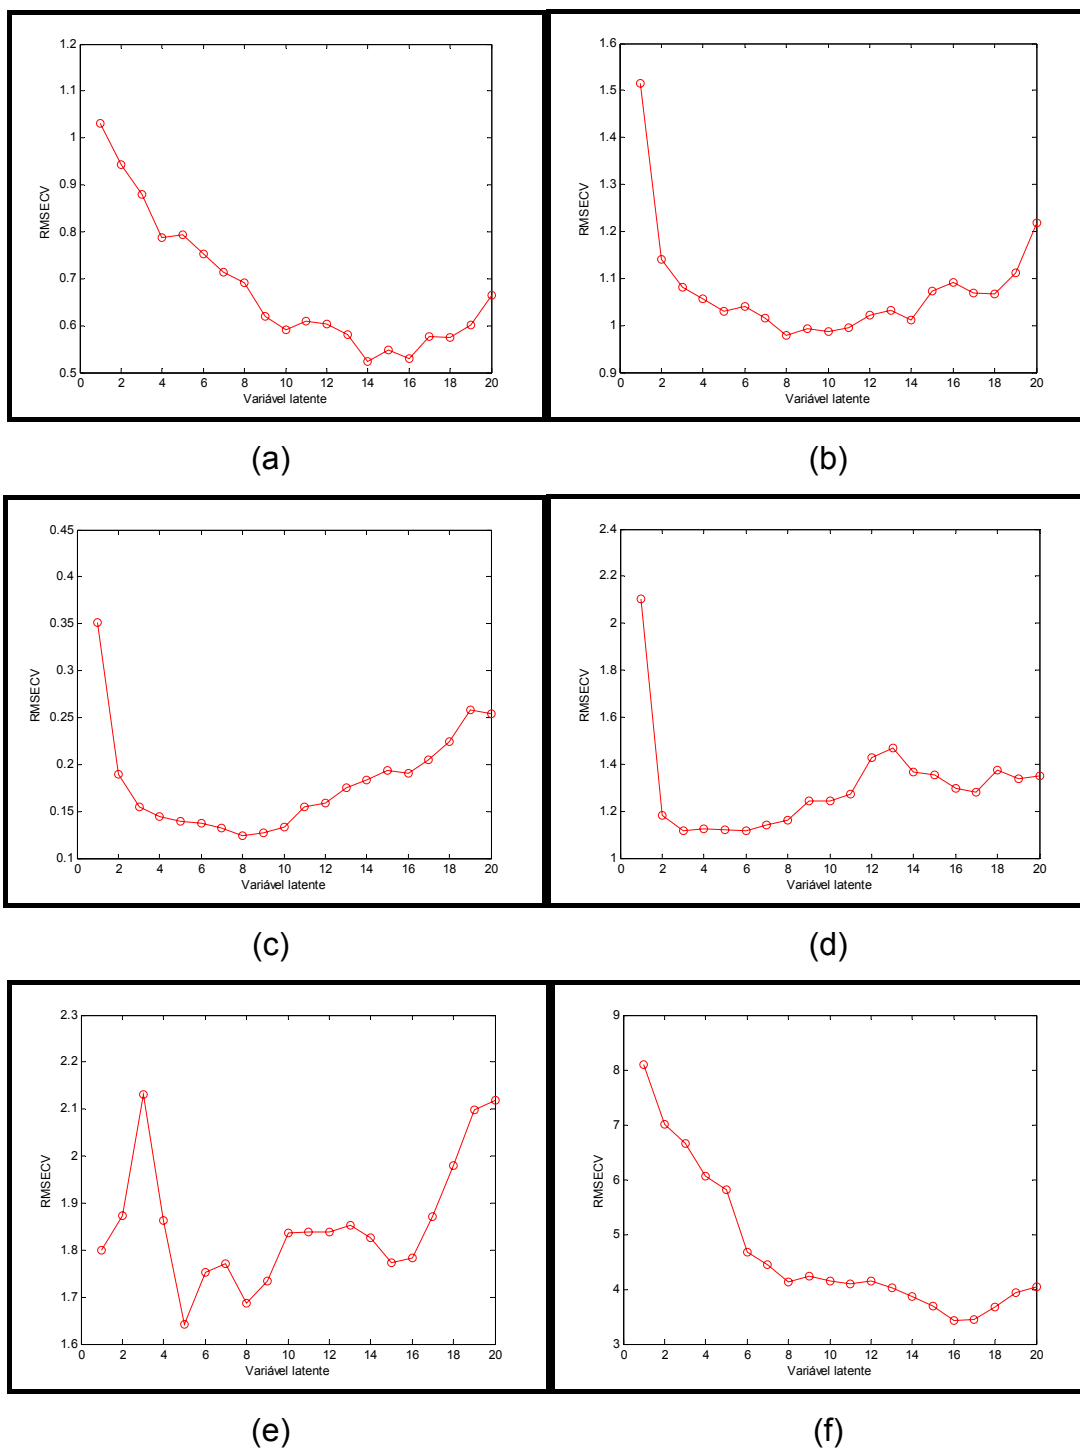 1.2
1.1
1
0.9
0.8
0.7
0.6
0.5
RMSECV
0 2 4 6 8 10 12 14 16 18 20
Variável latente
(a)
1.6
1.5
1.4
1.3
1.2
1.1
1
0.9
RMSECV
0 2 4 6 8 10 12 14 16 18 20
Variável latente
(b)
0.45
0.4
0.35
0.3
0.25
0.2
0.15
0.1
RMSECV
0 2 4 6 8 10 12 14 16 18 20
Variável latente
(c)
2.4
2.2
2
1.8
1.6
1.4
1.2
1
RMSECV
0 2 4 6 8 10 12 14 16 18 20
Variável latente
(d)
2.3
2.2
2.1
2
1.9
1.8
1.7
1.6
RMSECV
0 2 4 6 8 10 12 14 16 18 20
Variável latente
(e)
9
8
7
6
5
4
3
RMSECV
0 2 4 6 8 10 12 14 16 18 20
Variável latente
(f)